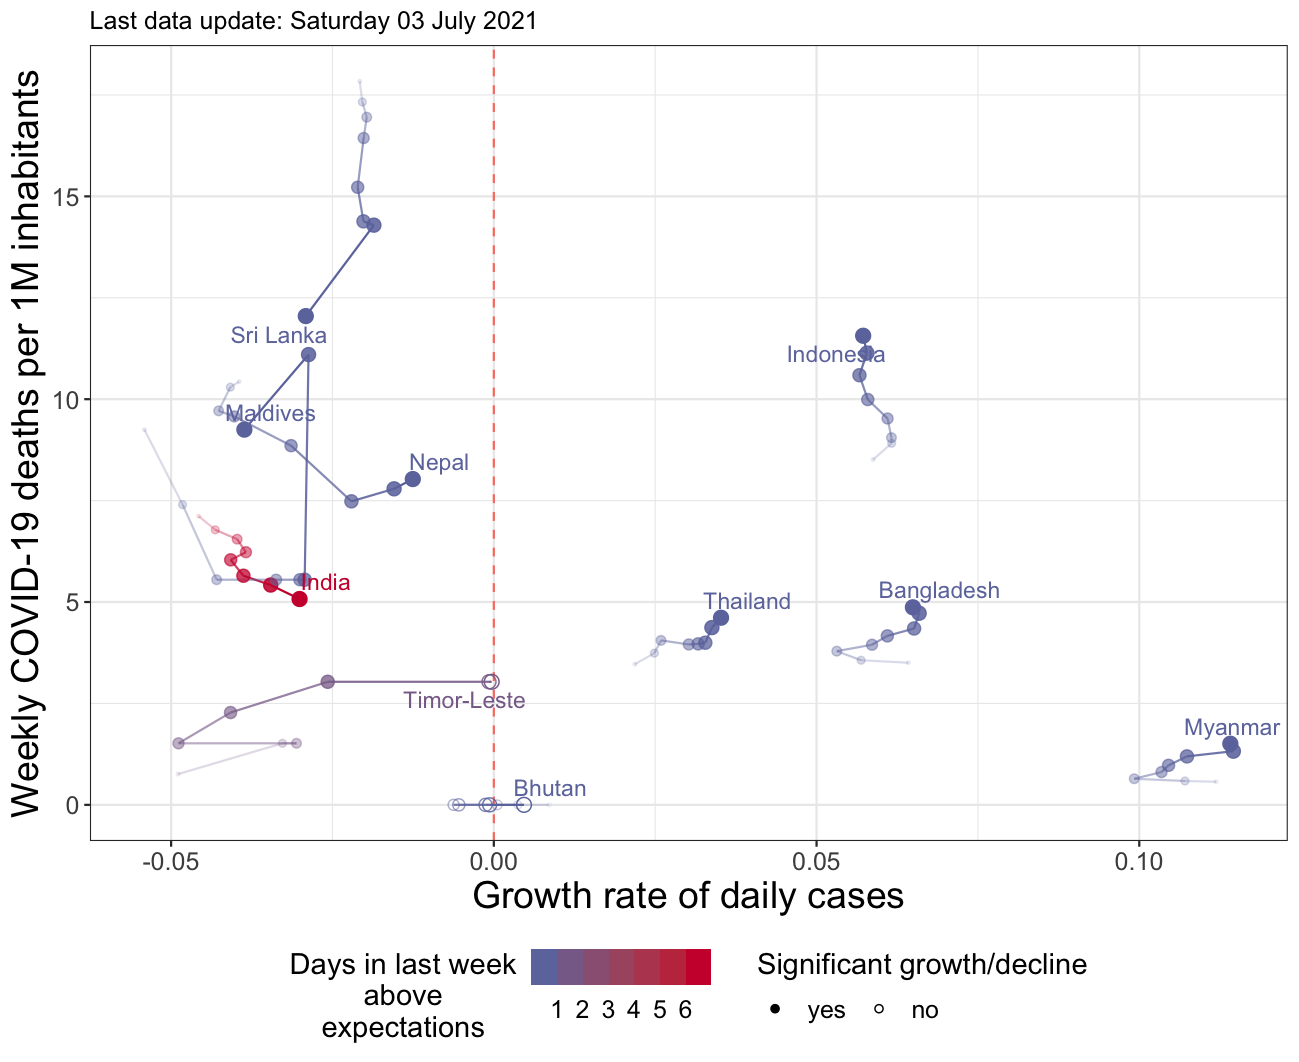 Last data update: Saturday 03 July 2021
Weekly COVID-19 deaths per 1M inhabitants
15
10
5
0
Sri Lanka
Indonesia
Maldives
Nepal
India
Bangladesh
Thailand
Timor-Leste
Myanmar
Bhutan
-0.05 0.00 0.05 0.10
Growth rate of daily cases
Days in last week
above
expectations
1 2 3 4 5 6
Significant growth/decline
yes no